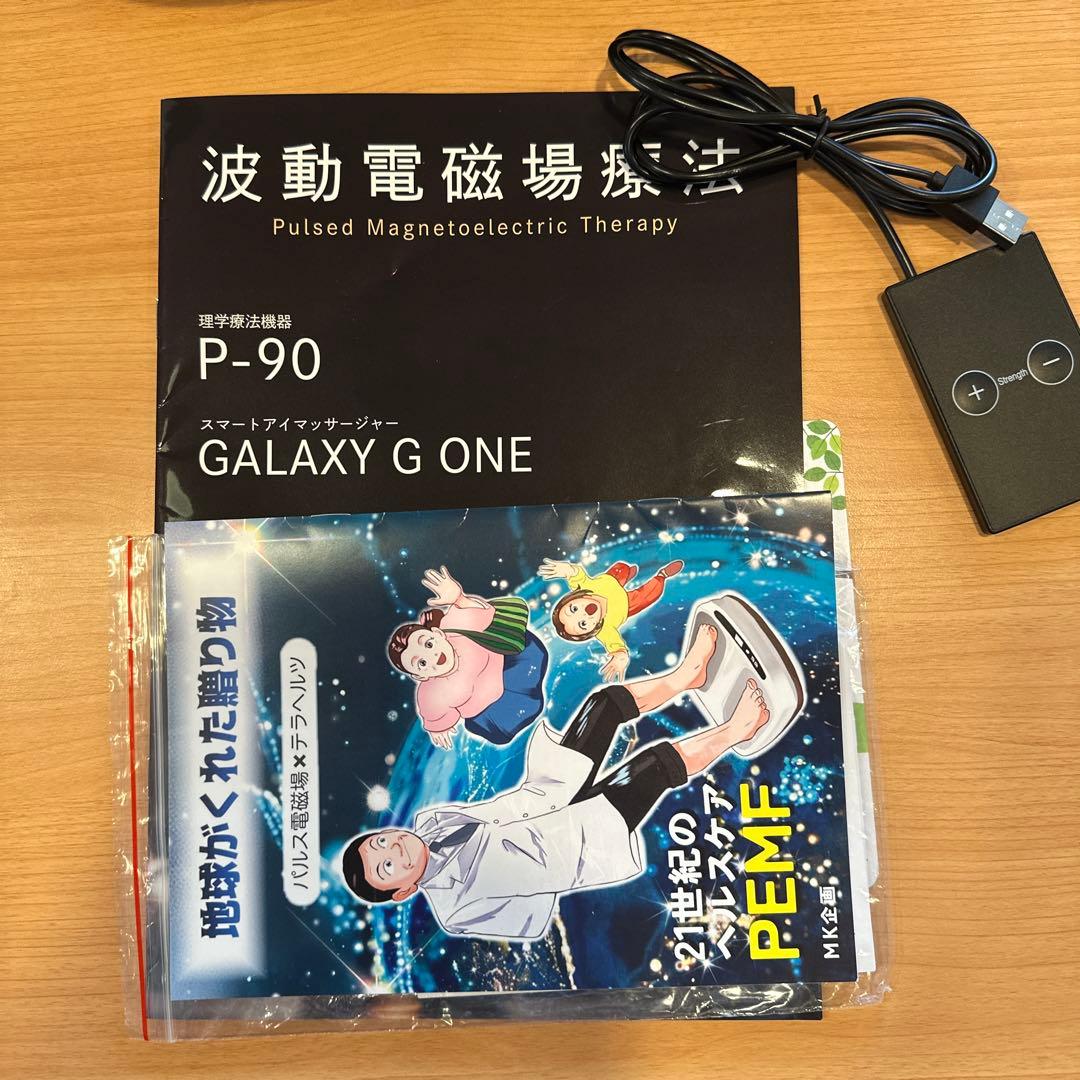 波動電磁場療法
Pulsed Magnetoelectric Therapy
理学療法機器
P-90
スマートアイマッサージャー
GALAXY G ONE
+ Strength −
地球がくれた贈り物
パルス電磁場×テラヘルツ
21世紀の
ヘルスケア
PEMF
MK企画